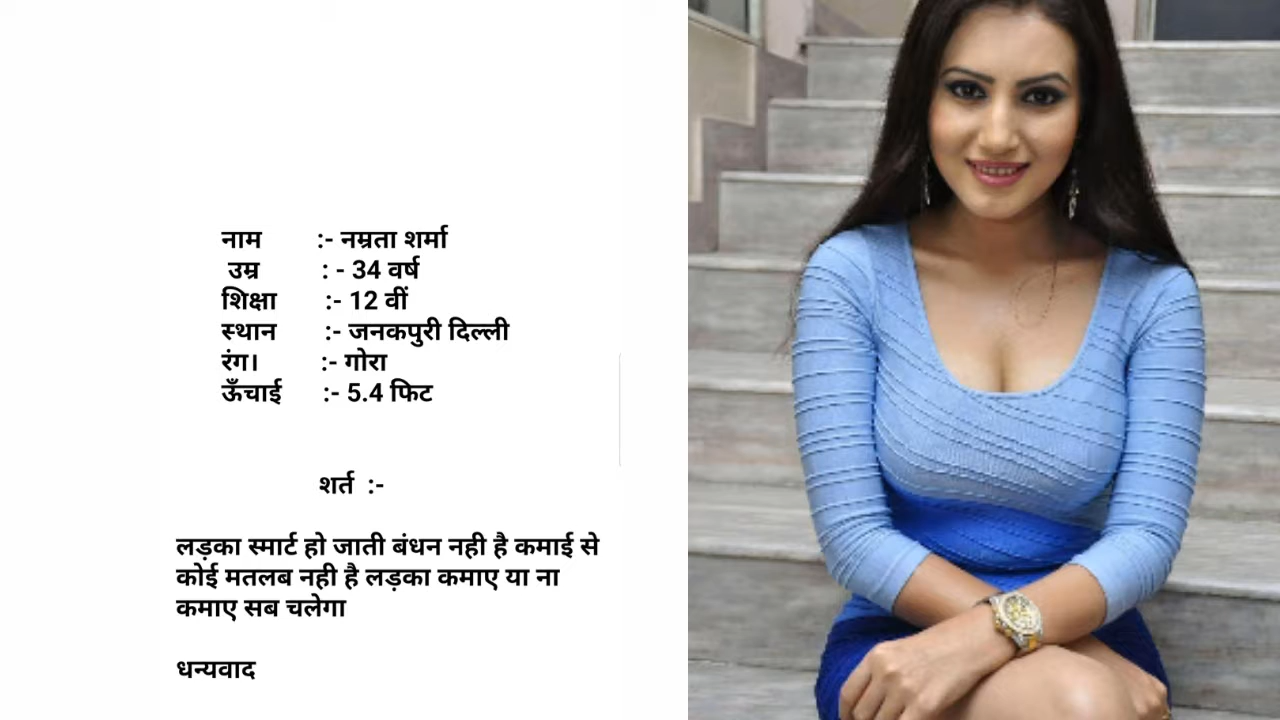 नाम :- नम्रता शर्मा
उम्र : - 34 वर्ष
शिक्षा :- 12 वीं
स्थान :- जनकपुरी दिल्ली
रंग। :- गोरा
ऊँचाई :- 5.4 फिट
शर्त :-
लड़का स्मार्ट हो जाती बंधन नही है कमाई से
कोई मतलब नही है लड़का कमाए या ना
कमाए सब चलेगा
धन्यवाद